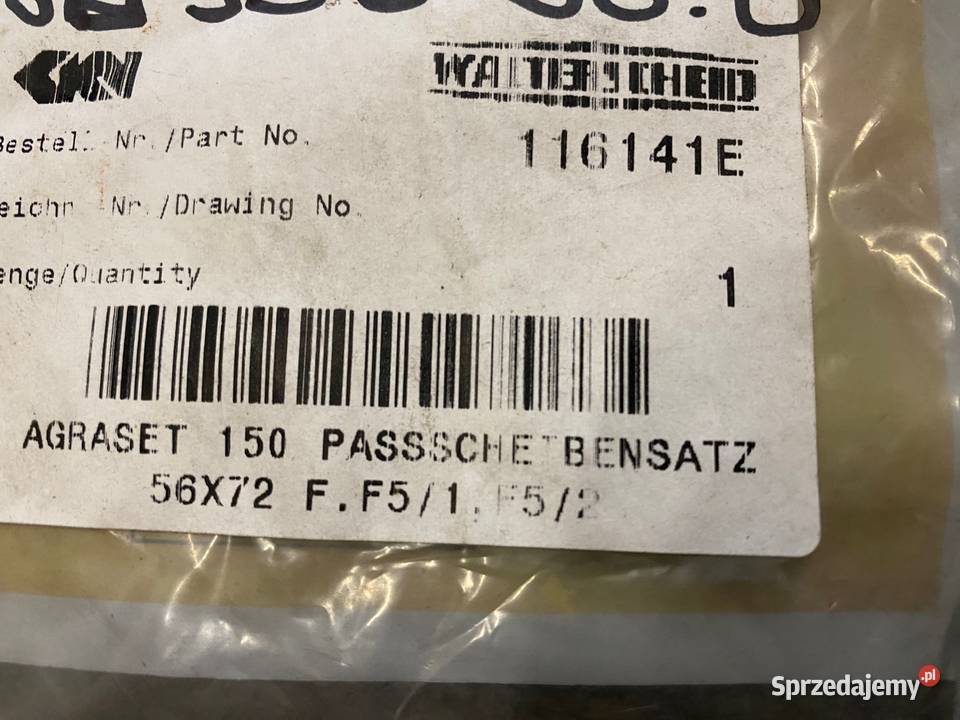 GKN WALTERSCHEID
Bestell-Nr./Part No. 116141E
eichn.-Nr./Drawing No.
enge/Quantity 1
AGRASET 150 PASSSCHEIBENSATZ
56X72 F.F5/1,F5/2
Sprzedajemy.pl